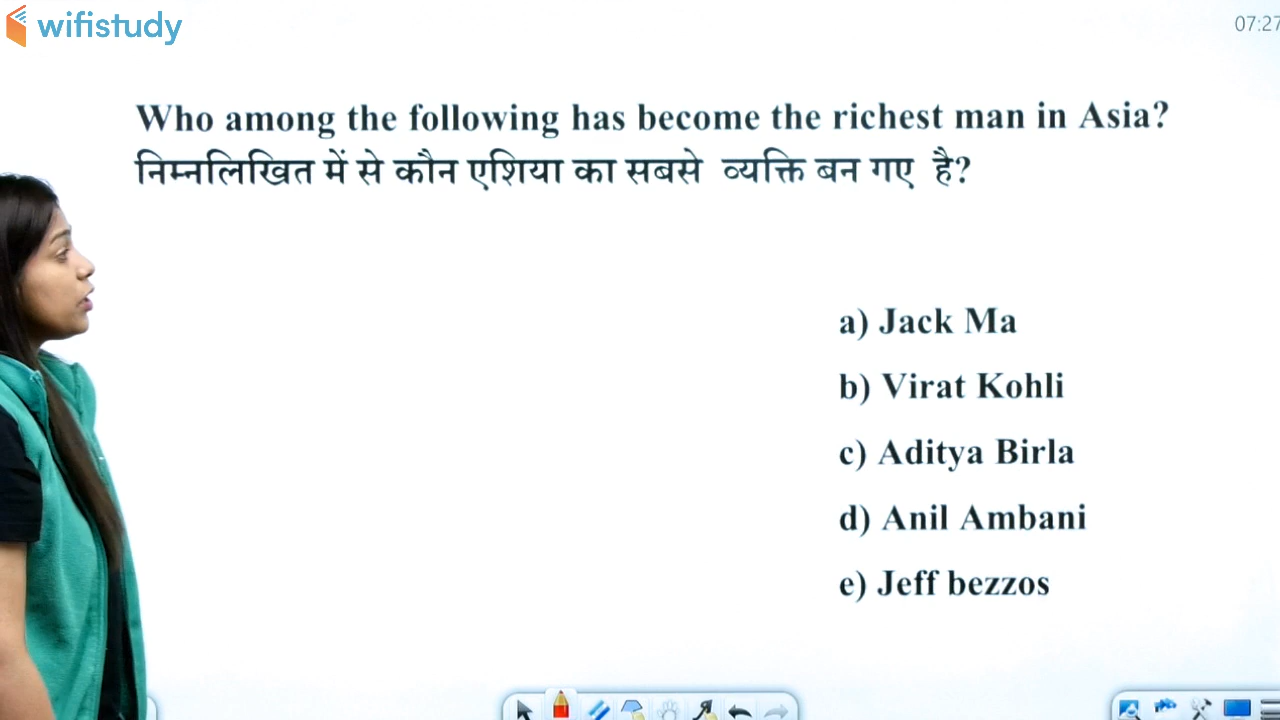 wifistudy
07:27
Who among the following has become the richest man in Asia?
निम्नलिखित में से कौन एशिया का सबसे व्यक्ति बन गए है?
a) Jack Ma
b) Virat Kohli
c) Aditya Birla
d) Anil Ambani
e) Jeff bezzos